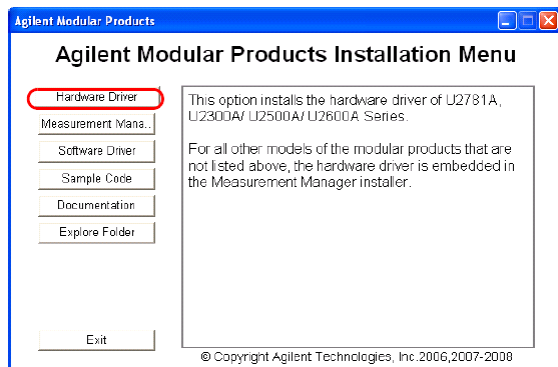 Agilent Modular Products
Agilent Modular Products Installation Menu
Hardware Driver
Measurement Mana..
Software Driver
Sample Code
Documentation
Explore Folder
Exit
This option installs the hardware driver of U2781A,
U2300A/ U2500A/ U2600A Series.
For all other models of the modular products that are
not listed above, the hardware driver is embedded in
the Measurement Manager installer.
© Copyright Agilent Technologies, Inc.2006,2007-2008